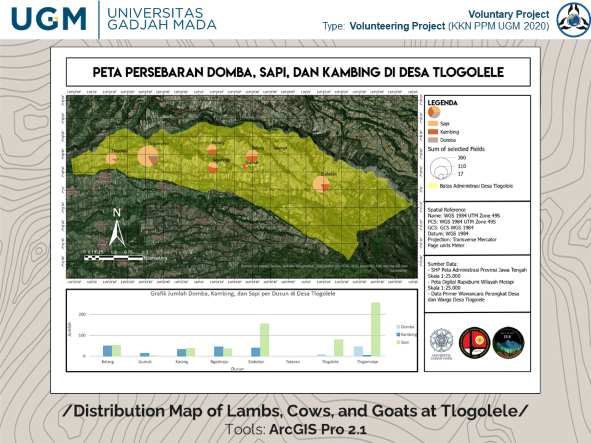 UGM
UNIVERSITAS
GADJAH MADA
Voluntary Project
Type: Volunteering Project (KKN PPM UGM 2020)
PETA PERSEBARAN DOMBA, SAPI, DAN KAMBING DI DESA TLOGOLELE
N
Kilometers
LEGENDA
Sapi
Kambing
Domba
Sum of selected Fields
300
110
17
Batas Administrasi Desa Tlogolele
Spatial Reference
Name: WGS 1984 UTM Zone 49S
PCS: WGS 1984 UTM Zone 49S
GCS: GCS WGS 1984
Datum: WGS 1984
Projection: Transverse Mercator
Page units Meter
Sumber Data:
- SHP Peta Administrasi Provinsi Jawa Tengah
Skala 1:25.000
- Peta Digital Rupabumi Wilayah Merapi
Skala 1:25.000
- Data Primer Wawancara Perangkat Desa
dan Warga Desa Tlogolele
Grafik Jumlah Domba, Kambing, dan Sapi per Dusun di Desa Tlogolele
Jumlah
200
100
0
Belang
Gumuk
Karang
Ngadirojo
Stabelan
Takeran
Tlogolele
Tlogomulyo
Dusun
Domba
Kambing
Sapi
/Distribution Map of Lambs, Cows, and Goats at Tlogolele/
Tools: ArcGIS Pro 2.1